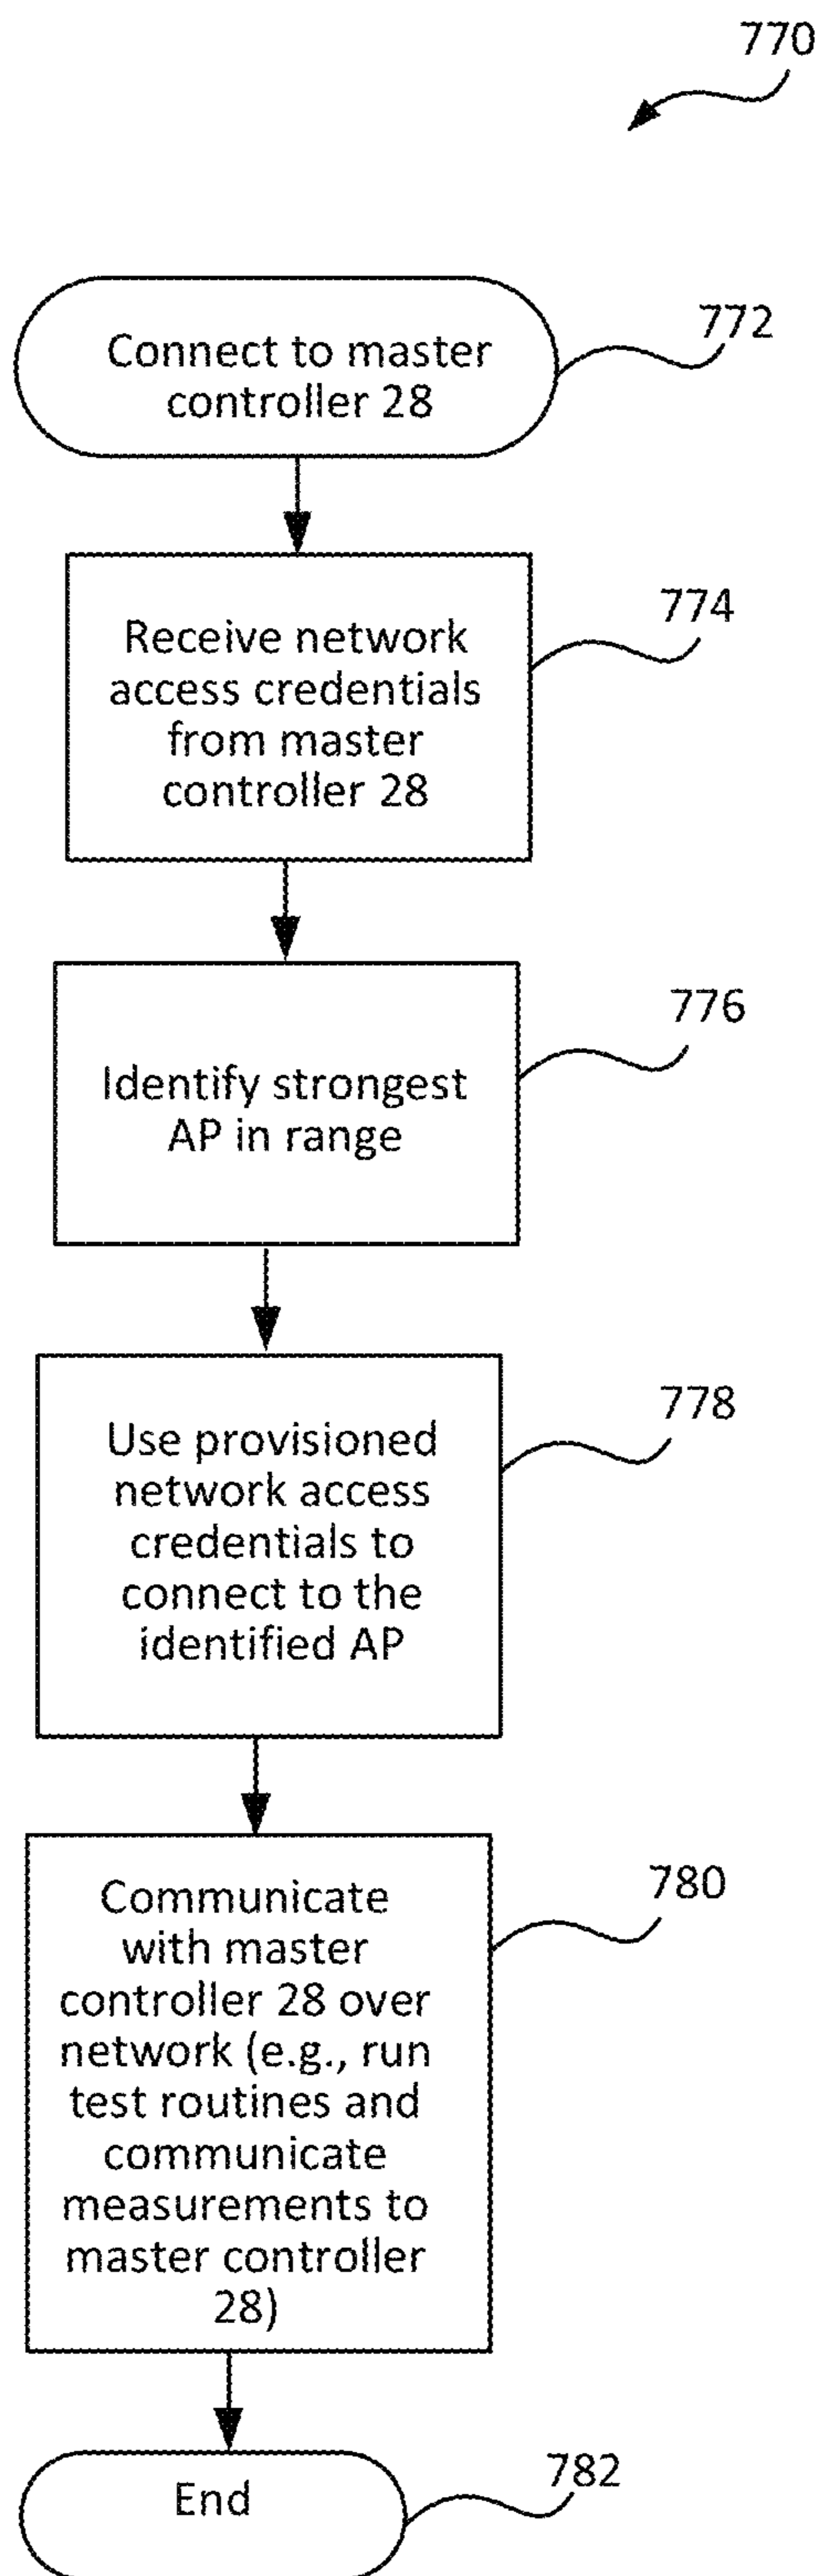 770
Connect to master
controller 28
772
Receive network
access credentials
from master
controller 28
774
Identify strongest
AP in range
776
Use provisioned
network access
credentials to
connect to the
identified AP
778
Communicate
with master
controller 28 over
network (e.g., run
test routines and
communicate
measurements to
master controller
28)
780
End
782